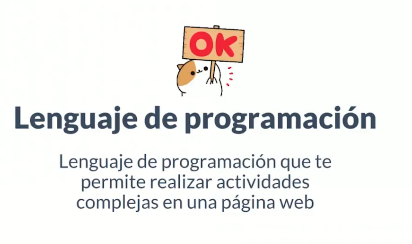 OK
Lenguaje de programación
Lenguaje de programación que te
permite realizar actividades
complejas en una página web